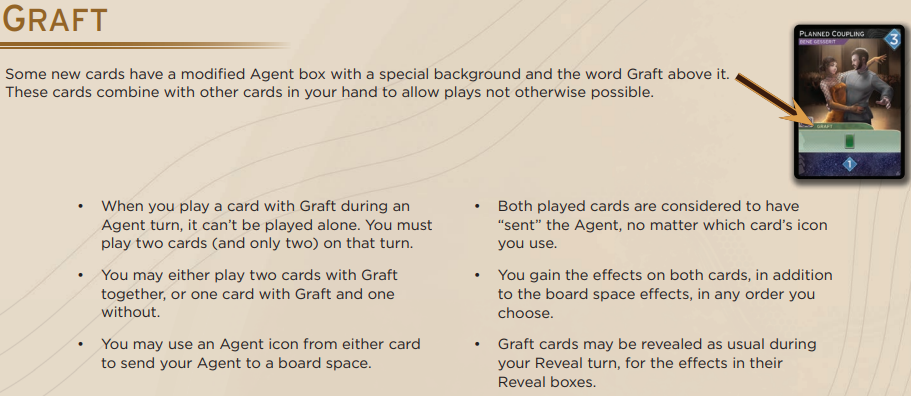 GRAFT
Some new cards have a modified Agent box with a special background and the word Graft above it.
These cards combine with other cards in your hand to allow plays not otherwise possible.
PLANNED COUPLING
BENE GESSERIT
3
GRAFT
1
• When you play a card with Graft during an
Agent turn, it can’t be played alone. You must
play two cards (and only two) on that turn.
• You may either play two cards with Graft
together, or one card with Graft and one
without.
• You may use an Agent icon from either card
to send your Agent to a board space.
• Both played cards are considered to have
“sent” the Agent, no matter which card’s icon
you use.
• You gain the effects on both cards, in addition
to the board space effects, in any order you
choose.
• Graft cards may be revealed as usual during
your Reveal turn, for the effects in their
Reveal boxes.